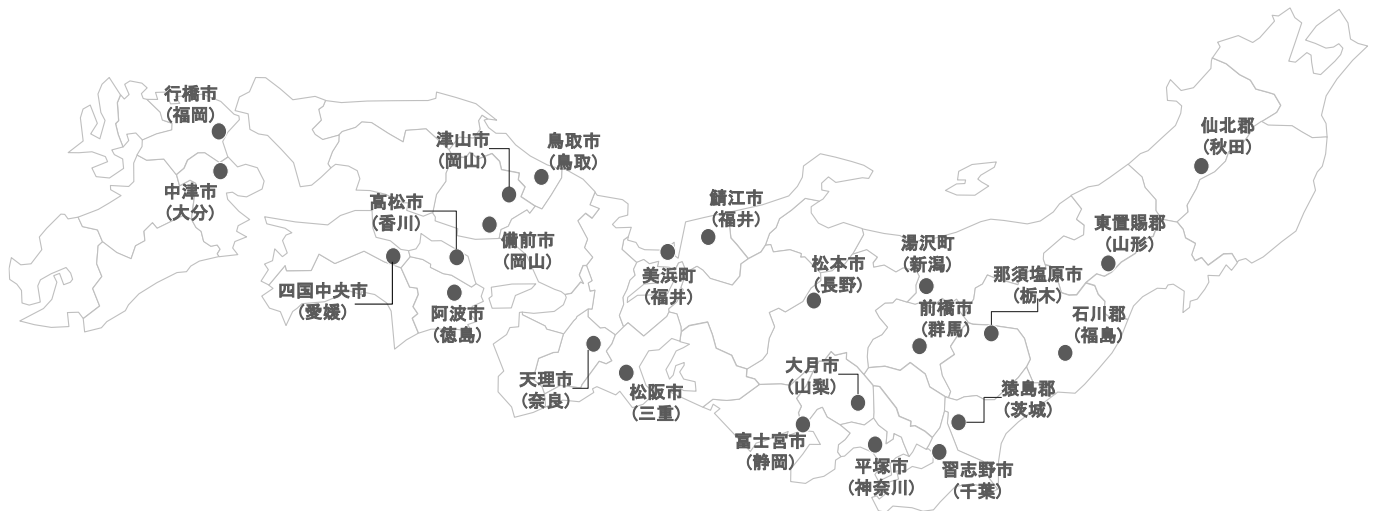 行橋市
(福岡)
中津市
(大分)
津山市
(岡山)
鳥取市
(鳥取)
高松市
(香川)
備前市
(岡山)
四国中央市
(愛媛)
阿波市
(徳島)
鯖江市
(福井)
美浜町
(福井)
天理市
(奈良)
松阪市
(三重)
松本市
(長野)
湯沢町
(新潟)
前橋市
(群馬)
大月市
(山梨)
富士宮市
(静岡)
平塚市
(神奈川)
仙北郡
(秋田)
東置賜郡
(山形)
那須塩原市
(栃木)
石川郡
(福島)
猿島郡
(茨城)
習志野市
(千葉)